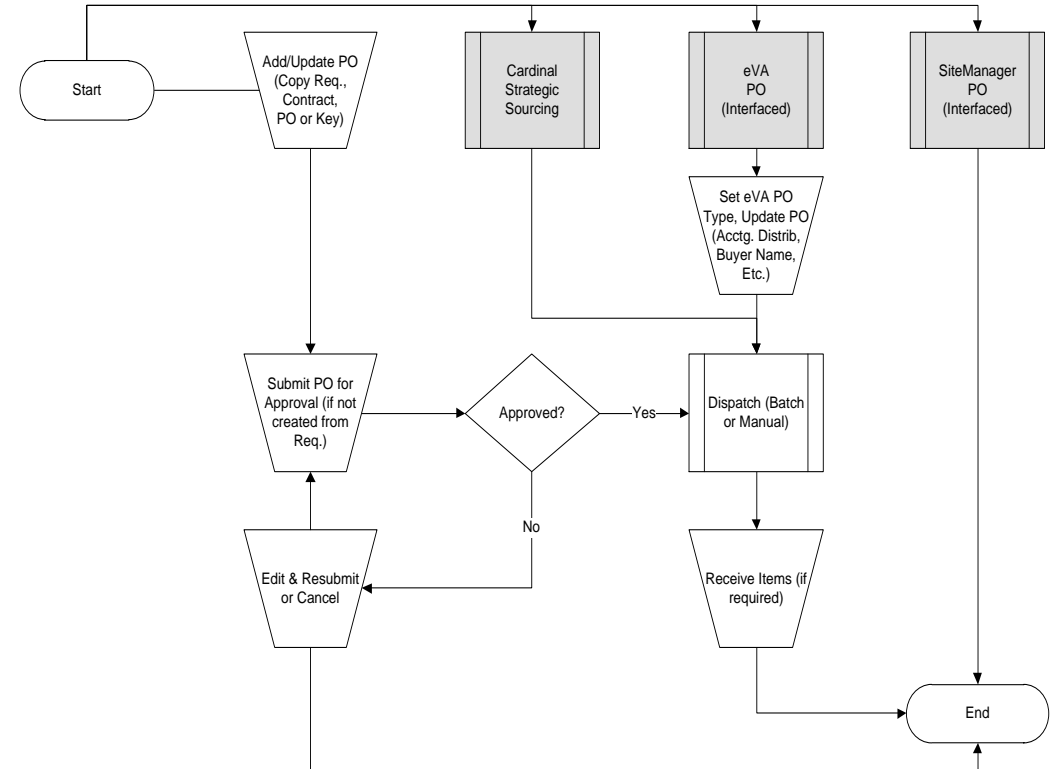 Start
Add/Update PO
(Copy Req.,
Contract,
PO or Key)
Cardinal
Strategic
Sourcing
eVA
PO
(Interfaced)
SiteManager
PO
(Interfaced)
Set eVA PO
Type, Update PO
(Acctg. Distrib,
Buyer Name,
Etc.)
Submit PO for
Approval (if not
created from
Req.)
Approved?
Yes
Dispatch (Batch
or Manual)
No
Edit & Resubmit
or Cancel
Receive Items (if
required)
End